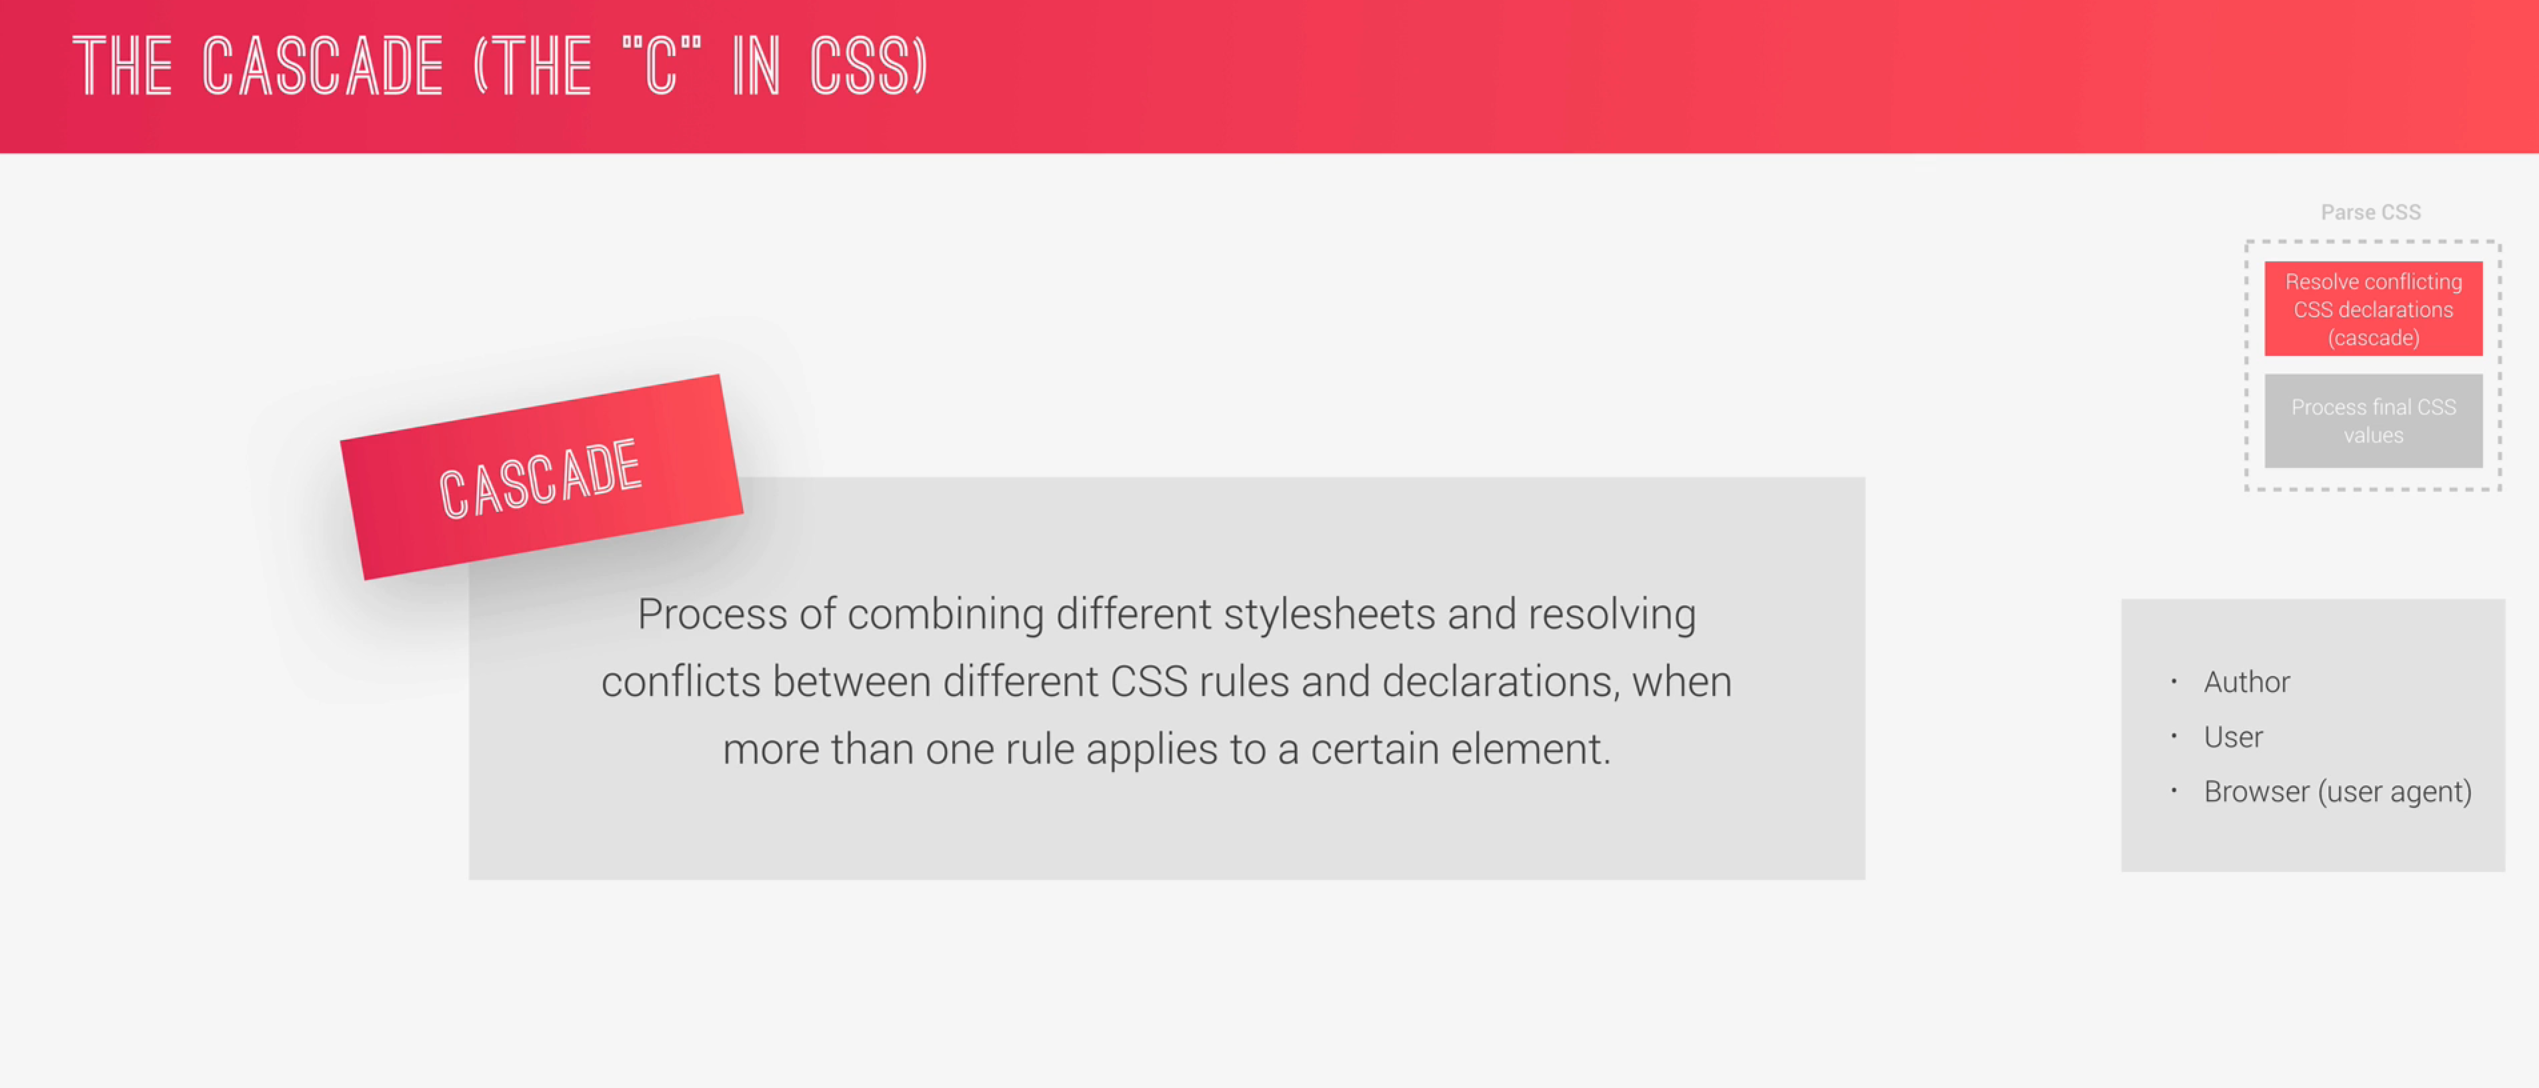 THE CASCADE (THE "C" IN CSS)
Parse CSS
Resolve conflicting
CSS declarations
(cascade)
Process final CSS
values
CASCADE
Process of combining different stylesheets and resolving
conflicts between different CSS rules and declarations, when
more than one rule applies to a certain element.
• Author
• User
• Browser (user agent)